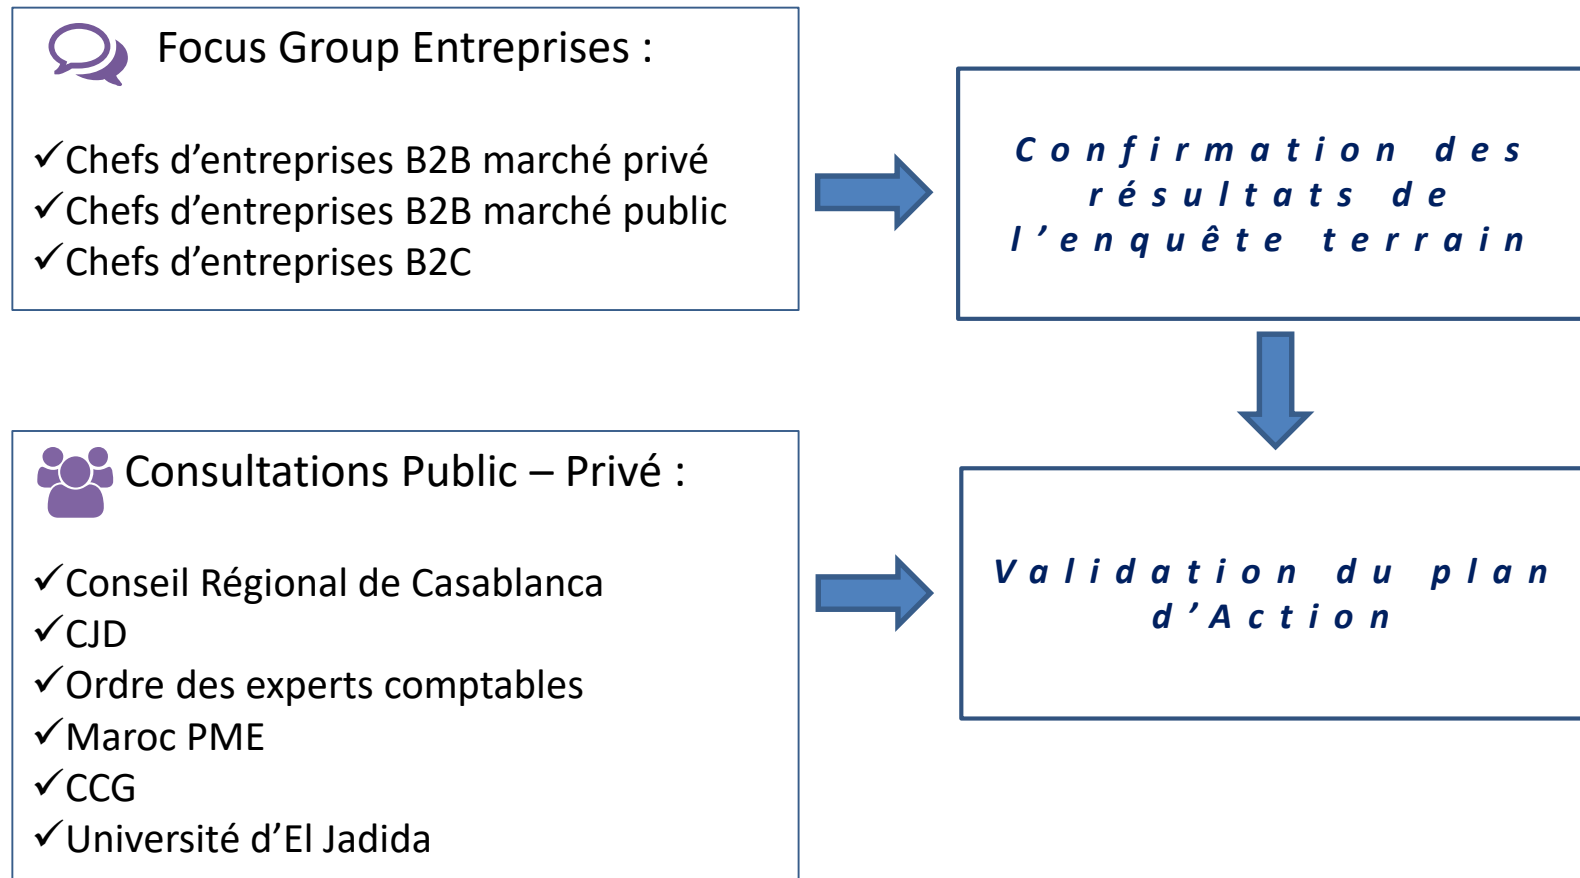 Focus Group Entreprises :
✓Chefs d’entreprises B2B marché privé
✓Chefs d’entreprises B2B marché public
✓Chefs d’entreprises B2C
Confirmation des
résultats de
l’enquête terrain
Consultations Public – Privé :
✓Conseil Régional de Casablanca
✓CJD
✓Ordre des experts comptables
✓Maroc PME
✓CCG
✓Université d’El Jadida
Validation du plan
d’Action